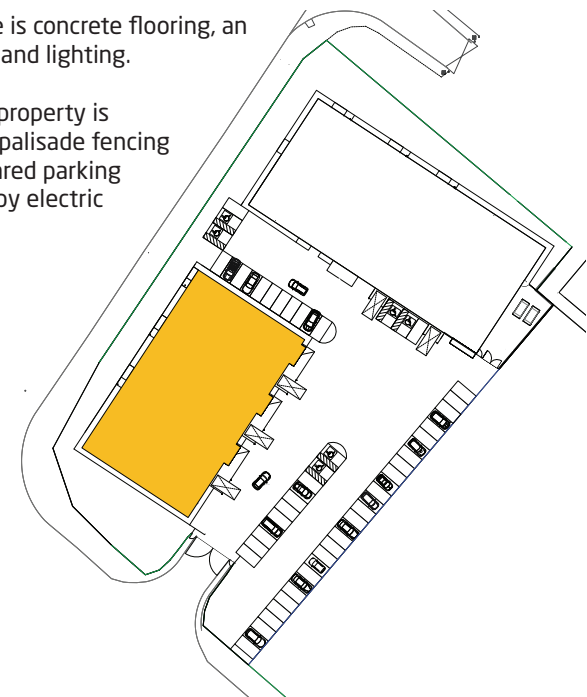 e is concrete flooring, an
and lighting.
property is
palisade fencing
ared parking
by electric